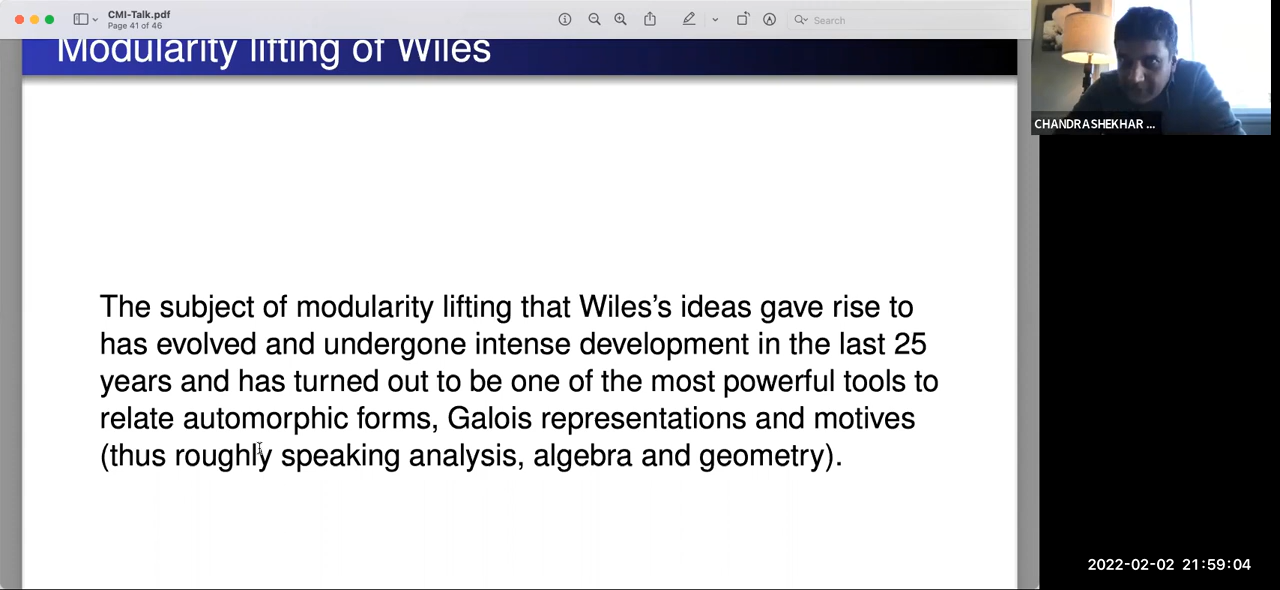 CMI-Talk.pdf
Page 41 of 46
Search
Modularity lifting of Wiles
CHANDRASHEKHAR ...
The subject of modularity lifting that Wiles's ideas gave rise to
has evolved and undergone intense development in the last 25
years and has turned out to be one of the most powerful tools to
relate automorphic forms, Galois representations and motives
(thus roughly speaking analysis, algebra and geometry).
2022-02-02 21:59:04